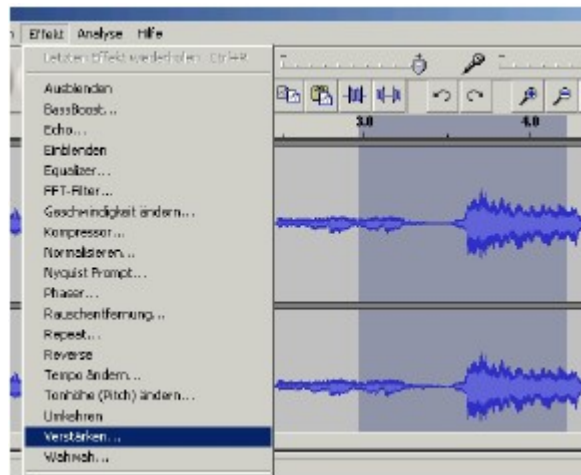 Effekt Analyse Hilfe
Letzten Effekt wiederholen Ctrl+R
Ausblenden
BassBoost...
Echo...
Einblenden
Equalizer...
FFT-Filter...
Geschwindigkeit ändern...
Kompressor...
Normalisieren...
Nyquist Prompt...
Phaser...
Rauschentfernung...
Repeat...
Reverse
Tempo ändern...
Tonhöhe (Pitch) ändern...
Umkehren
Verstärken...
Wahwah...
3.0 4.0